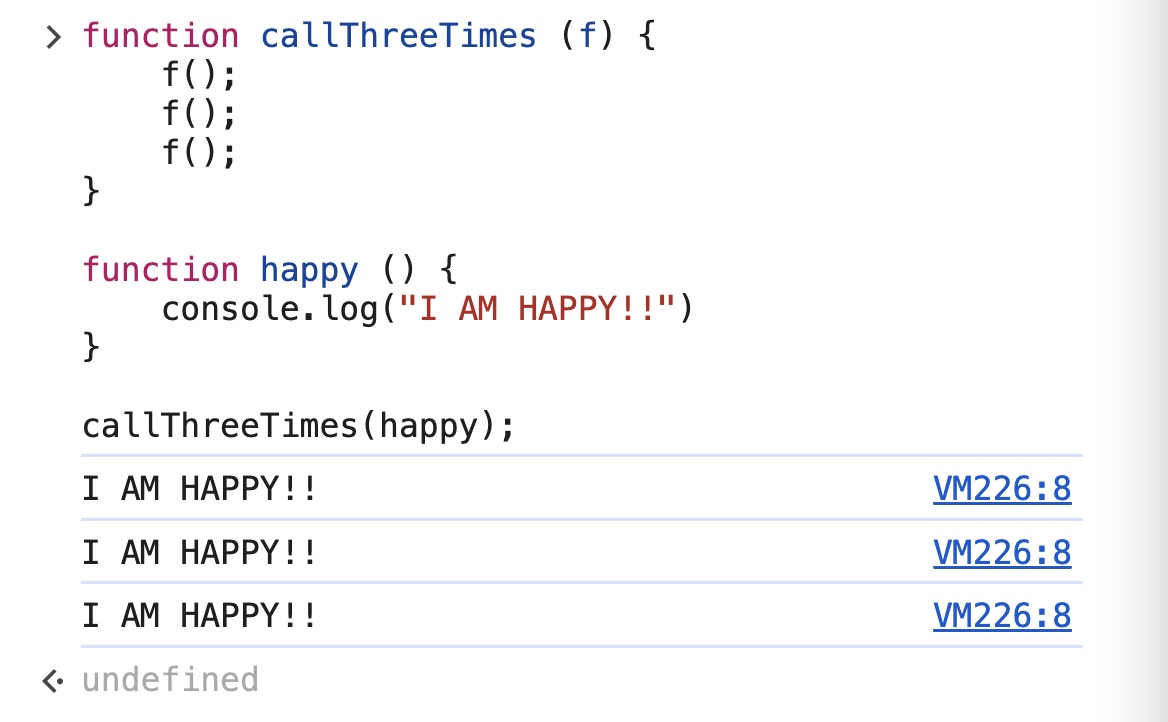 function callThreeTimes (f) {
    f();
    f();
    f();
}
function happy () {
    console.log("I AM HAPPY!!")
}
callThreeTimes(happy);
I AM HAPPY!! VM226:8
I AM HAPPY!! VM226:8
I AM HAPPY!! VM226:8
undefined